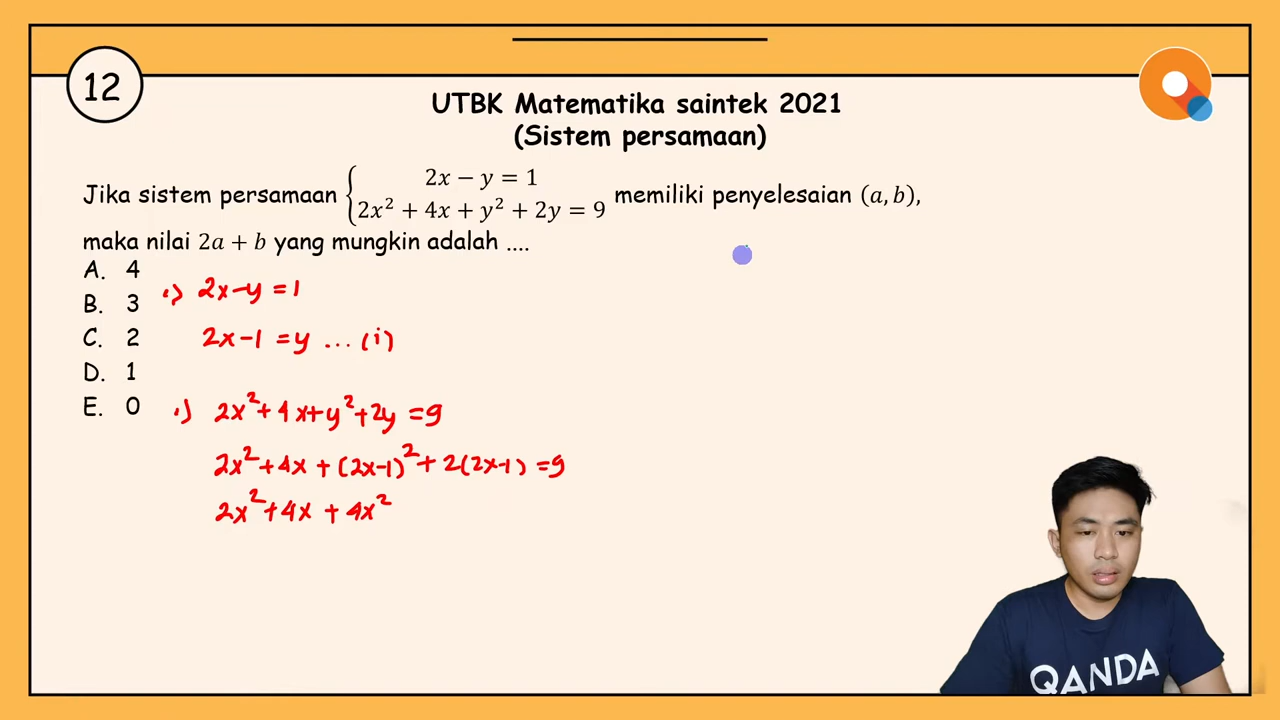 12
UTBK Matematika saintek 2021
(Sistem persamaan)
Jika sistem persamaan { 2x − y = 1
2x² + 4x + y² + 2y = 9 memiliki penyelesaian (a, b),
maka nilai 2a + b yang mungkin adalah ....
A. 4
B. 3
C. 2
D. 1
E. 0
·) 2x−y = 1
2x−1 = y ... (i)
·) 2x²+4x+y²+2y = 9
2x²+4x+(2x−1)²+2(2x−1) = 9
2x²+4x+4x²
QANDA